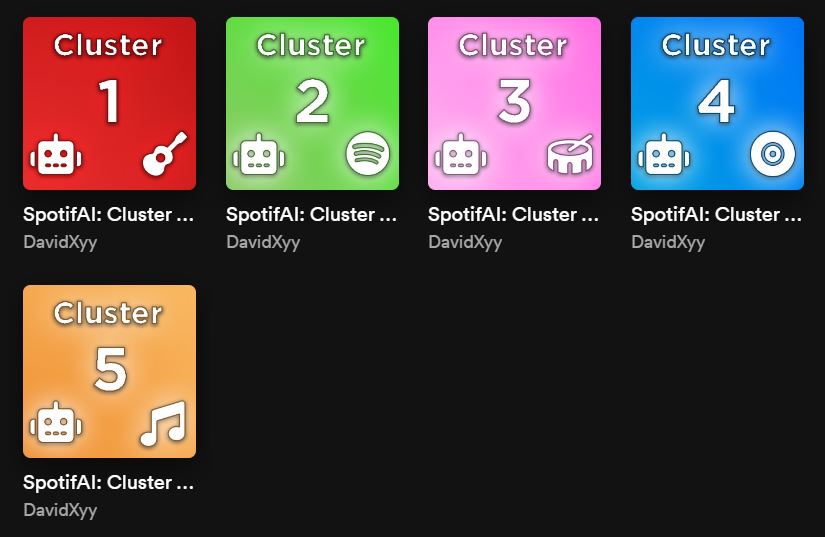 Cluster
1
SpotifAI: Cluster ...
DavidXyy
Cluster
2
SpotifAI: Cluster ...
DavidXyy
Cluster
3
SpotifAI: Cluster ...
DavidXyy
Cluster
4
SpotifAI: Cluster ...
DavidXyy
Cluster
5
SpotifAI: Cluster ...
DavidXyy